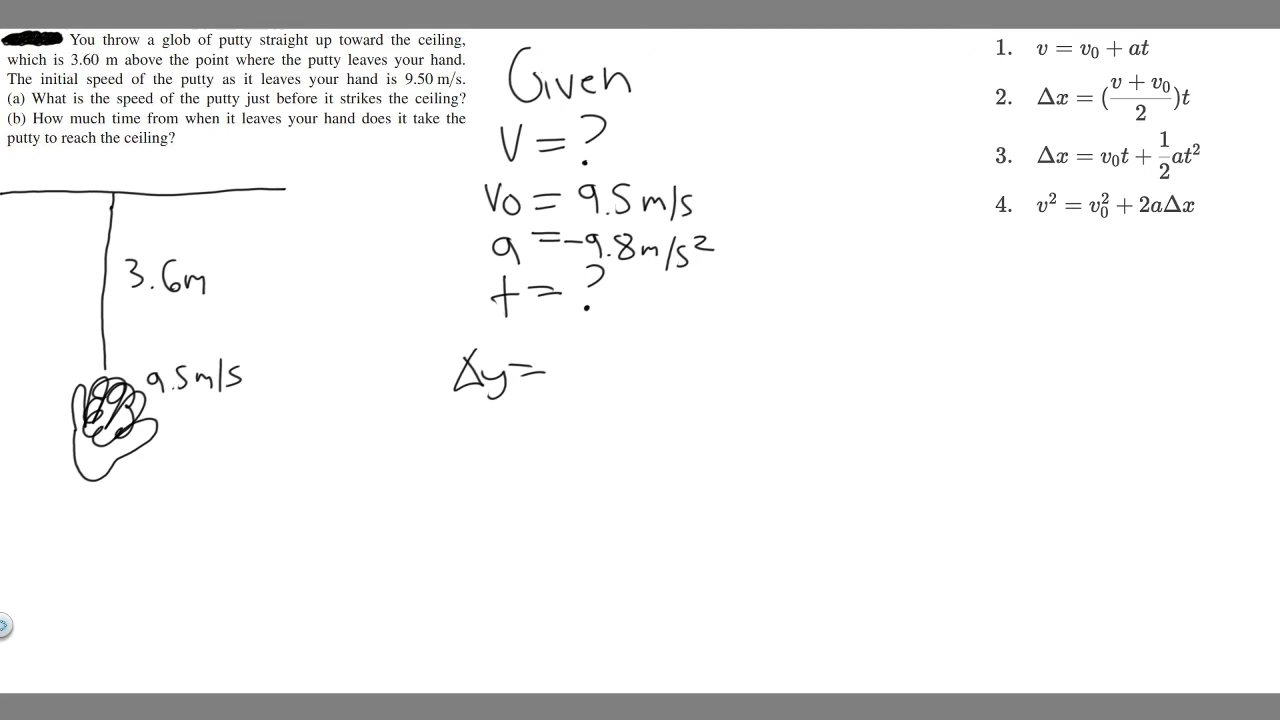 You throw a glob of putty straight up toward the ceiling,
which is 3.60 m above the point where the putty leaves your hand.
The initial speed of the putty as it leaves your hand is 9.50 m/s.
(a) What is the speed of the putty just before it strikes the ceiling?
(b) How much time from when it leaves your hand does it take the
putty to reach the ceiling?
3.6m
9.5m/s
Given
V = ?
Vo = 9.5m/s
a = -9.8m/s²
t = ?
Δy =
1. v = v₀ + at
2. Δx = ((v + v₀)/2)t
3. Δx = v₀t + 1/2 at²
4. v² = v₀² + 2aΔx